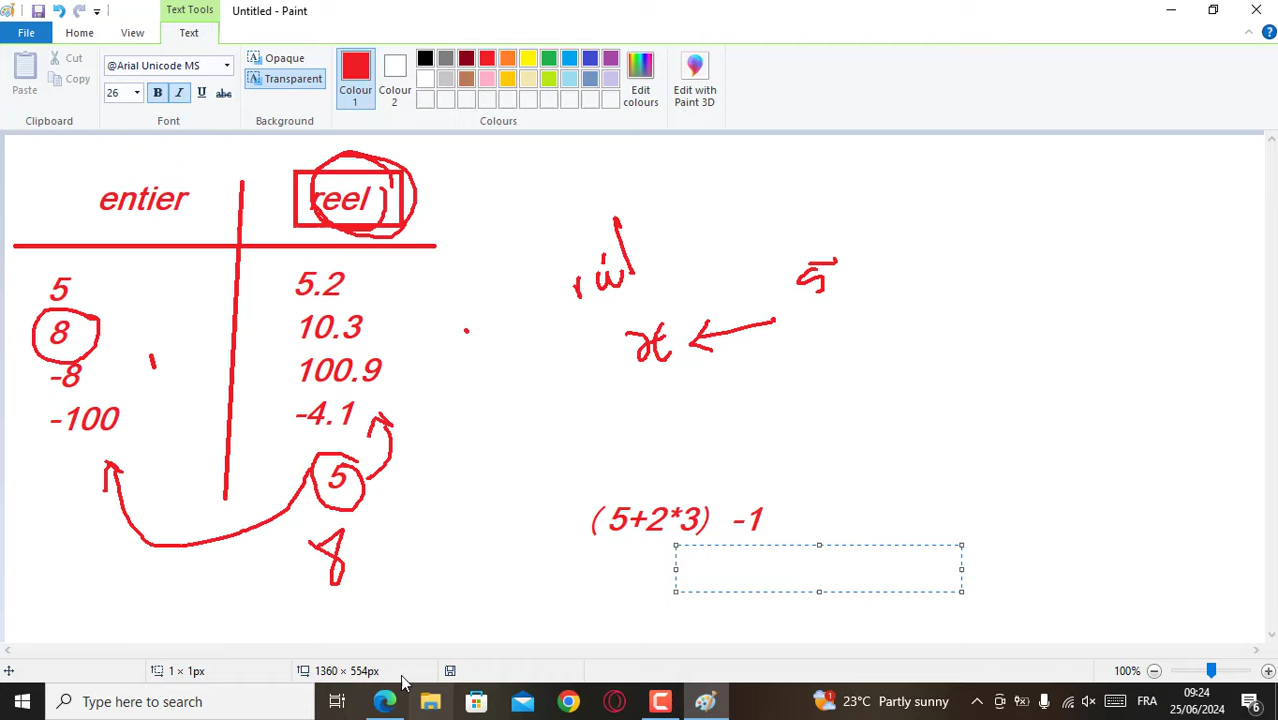 Text Tools
Untitled - Paint
File
Home
View
Text
Paste
Cut
Copy
Clipboard
@Arial Unicode MS
26
B I U abc
Font
Opaque
Transparent
Background
Colour 1
Colour 2
Edit colours
Edit with Paint 3D
Colours
entier
reel
5
5.2
8
10.3
-8
100.9
-100
-4.1
5
8
(5+2*3) -1
1 × 1px
1360 × 554px
100%
Type here to search
23°C Partly sunny
FRA
09:24
25/06/2024
6